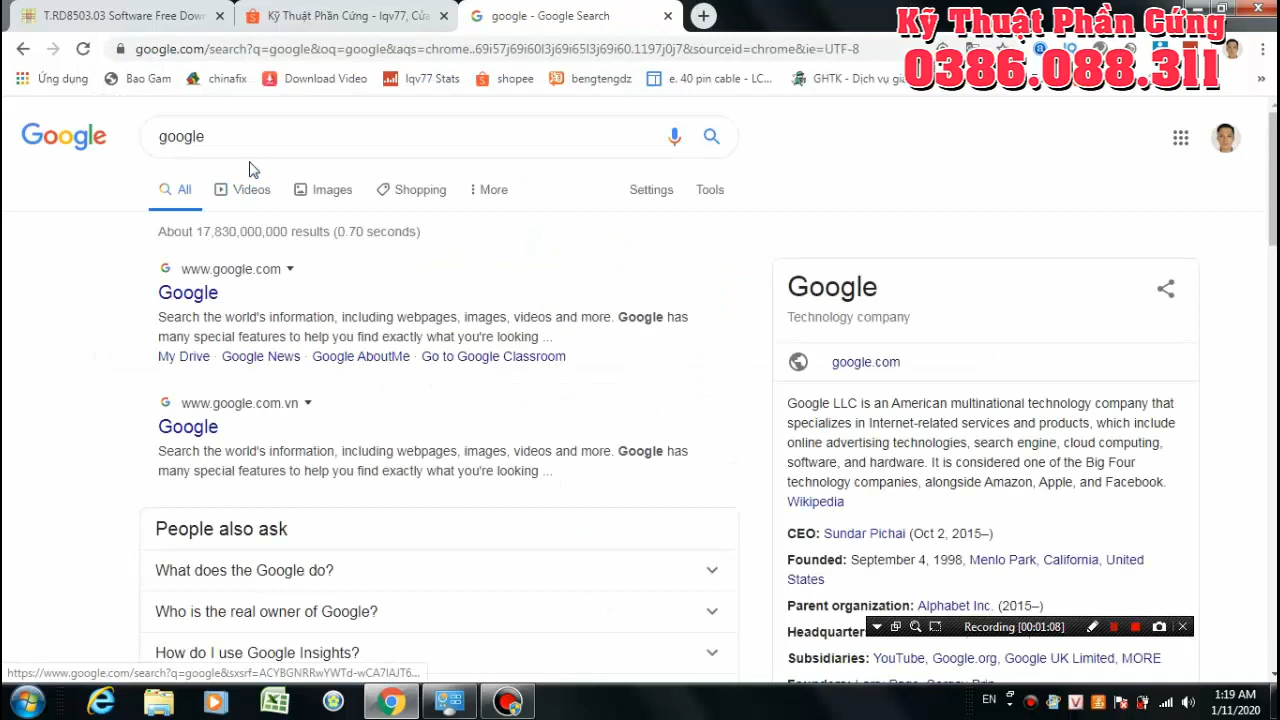 T.RD8503.03 Software Free Down
Kỹ Thuật Phần Cứng - lqv77, Cửa
google - Google Search
Kỹ Thuật Phần Cứng
0386.088.311
google.com/search?q=google&oq=google&aqs=chrome..69i57j69i60l3j69i65l3j69i60.1197j0j7&sourceid=chrome&ie=UTF-8
Ứng dụng
Bao Gam
chinafix
Download Video
lqv77 Stats
shopee
bengtengdz
e. 40 pin cable - LC...
GHTK - Dịch vụ gia
Google
google
All
Videos
Images
Shopping
More
Settings
Tools
About 17,830,000,000 results (0.70 seconds)
www.google.com
Google
Search the world's information, including webpages, images, videos and more. Google has
many special features to help you find exactly what you're looking ...
My Drive · Google News · Google AboutMe · Go to Google Classroom
www.google.com.vn
Google
Search the world's information, including webpages, images, videos and more. Google has
many special features to help you find exactly what you're looking ...
People also ask
What does the Google do?
Who is the real owner of Google?
How do I use Google Insights?
Google
Technology company
google.com
Google LLC is an American multinational technology company that
specializes in Internet-related services and products, which include
online advertising technologies, search engine, cloud computing,
software, and hardware. It is considered one of the Big Four
technology companies, alongside Amazon, Apple, and Facebook.
Wikipedia
CEO: Sundar Pichai (Oct 2, 2015–)
Founded: September 4, 1998, Menlo Park, California, United
States
Parent organization: Alphabet Inc. (2015–)
Headquarter
Recording [00:01:08]
Subsidiaries: YouTube, Google.org, Google UK Limited, MORE
EN
1:19 AM
1/11/2020